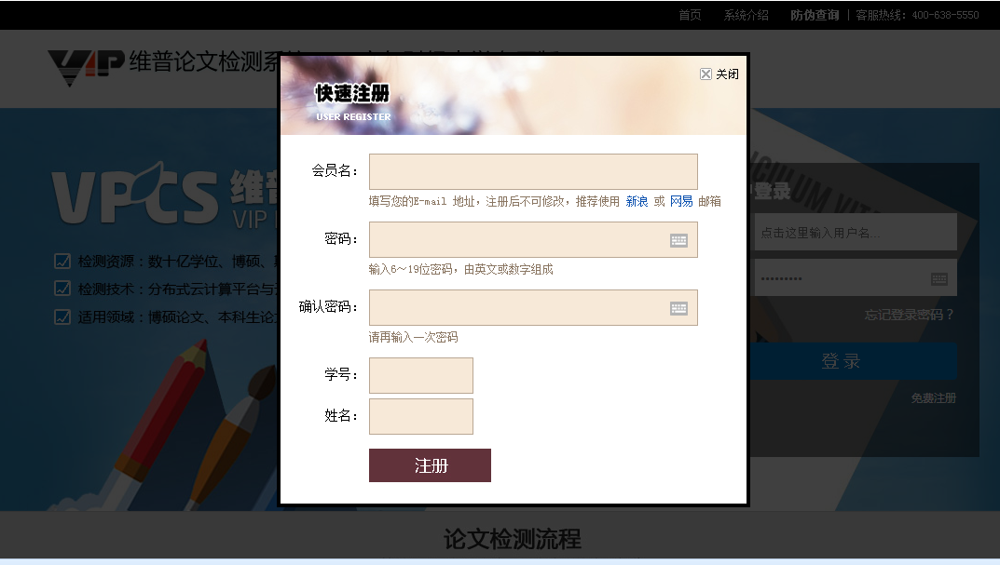 首页 系统介绍 防伪查询 | 客服热线：400-638-5550
VIP 维普论文检测系
快速注册
USER REGISTER
关闭
VPCS 维普
VIP
登录
会员名：
填写您的E-mail 地址，注册后不可修改，推荐使用 新浪 或 网易 邮箱
点击这里输入用户名...
密码：
输入6～19位密码，由英文或数字组成
检测资源：数十亿学位、博硕、
检测技术：分布式云计算平台与
适用领域：博硕论文、本科生论
确认密码：
请再输入一次密码
忘记登录密码？
登 录
免费注册
学号：
姓名：
注册
论文检测流程